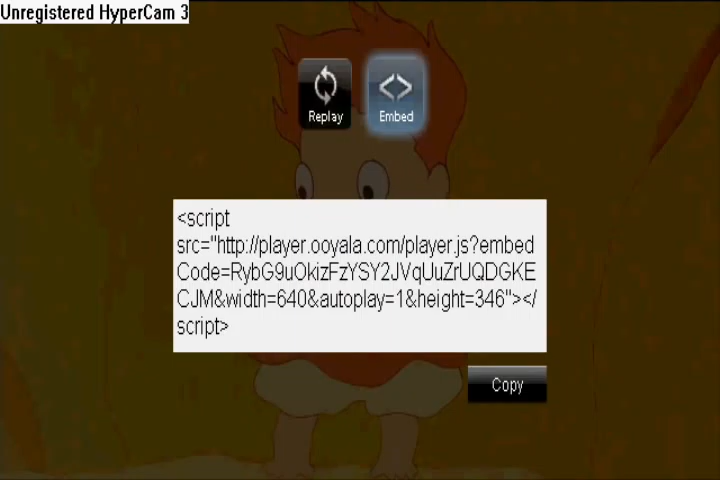 Unregistered HyperCam 3
Replay
Embed
<script
src="http://player.ooyala.com/player.js?embed
Code=RybG9uOkizFzYSY2JVqUuZrUQDGKE
CJM&width=640&autoplay=1&height=346"></
script>
Copy